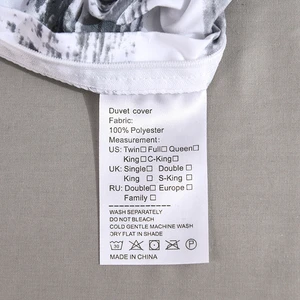 Duvet cover
Fabric:
100% Polyester
Measurement:
US: Twin□ Full□ Queen□
King□ C-King□
UK: Single□ Double □
King □ S-King □
RU: Double□ Europe □
Family□
WASH SEPARATELY
DO NOT BLEACH
COLD GENTLE MACHINE WASH
DRY FLAT IN SHADE
30
MADE IN CHINA